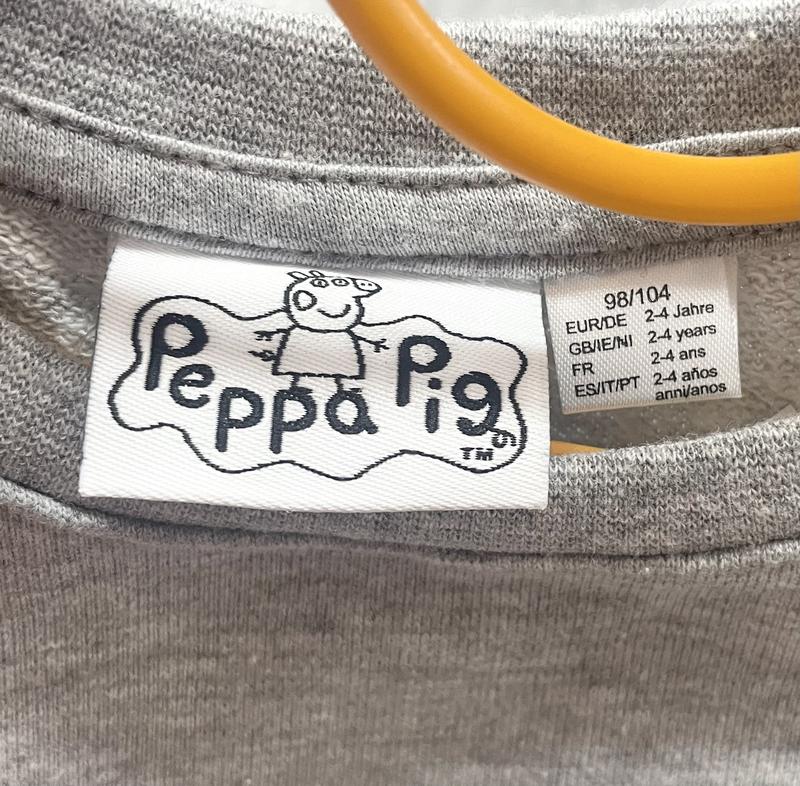 Peppa Pig
TM
98/104
EUR/DE 2-4 Jahre
GB/IE/NI 2-4 years
FR 2-4 ans
ES/IT/PT 2-4 años
anni/anos